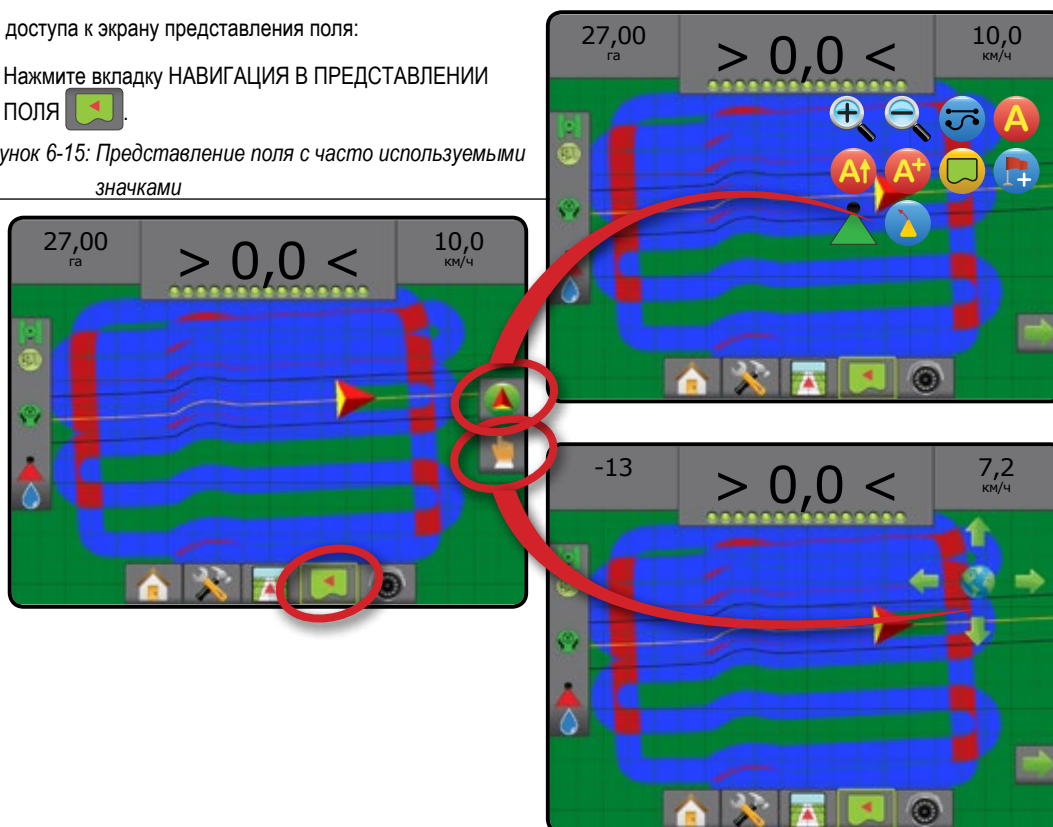 доступа к экрану представления поля:
Нажмите вкладку НАВИГАЦИЯ В ПРЕДСТАВЛЕНИИ
ПОЛЯ .
унок 6-15: Представление поля с часто используемыми
значками
27,00
га
> 0,0 <
10,0
км/ч
27,00
га
> 0,0 <
10,0
км/ч
A
A
A+
-13
> 0,0 <
7,2
км/ч